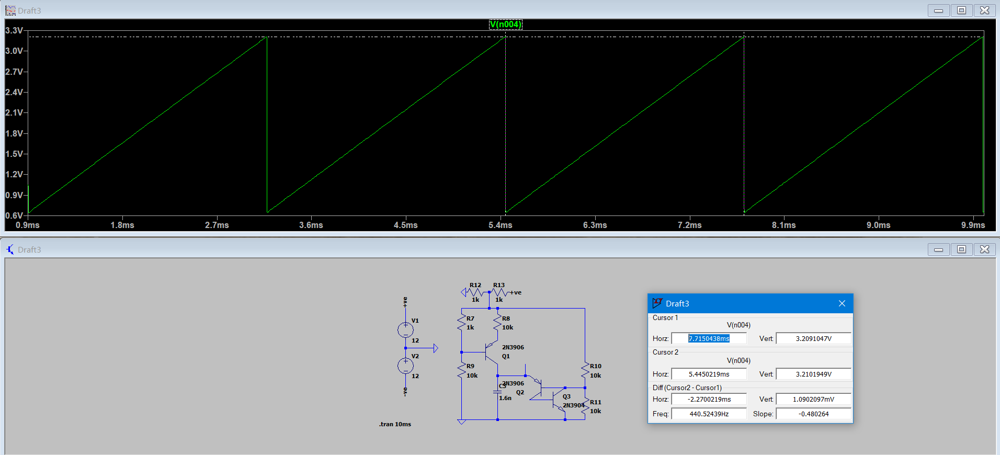 Draft3
V(n004)
3.3V
3.0V
2.7V
2.4V
2.1V
1.8V
1.5V
1.2V
0.9V
0.6V
0.9ms 1.8ms 2.7ms 3.6ms 4.5ms 5.4ms 6.3ms 7.2ms 8.1ms 9.0ms 9.9ms
Draft3
+ve
V1
12
V2
12
-ve
.tran 10ms
R12
1k
R13
1k
+ve
R7
1k
R8
10k
2N3906
Q1
R9
10k
C3
1.6n
2N3906
Q2
Q3
2N3904
R10
10k
R11
10k
Draft3
Cursor 1
V(n004)
Horz: 7.7150438ms Vert: 3.2091047V
Cursor 2
V(n004)
Horz: 5.4450219ms Vert: 3.2101949V
Diff (Cursor2 - Cursor1)
Horz: -2.2700219ms Vert: 1.0902097mV
Freq: 440.52439Hz Slope: -0.480264